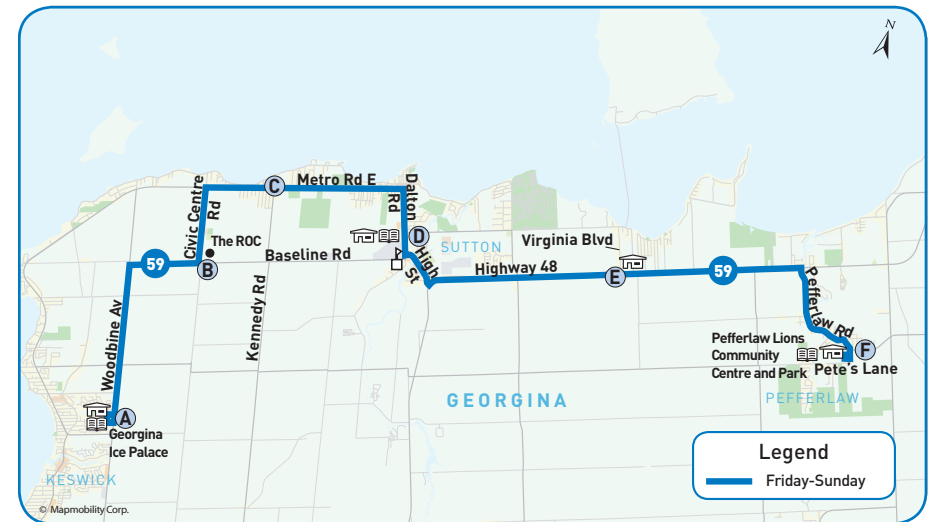 N
C
Metro Rd E
Civic Centre
Rd
Dalton
Rd
The ROC
D
SUTTON
Virginia Blvd
59
B
Baseline Rd
High
St
Highway 48
E
59
Kennedy Rd
Woodbine Av
Pefferlaw Rd
Pefferlaw Lions
Community
Centre and Park
F
Pete's Lane
PEFFERLAW
GEORGINA
A
Georgina
Ice Palace
KESWICK
Legend
Friday-Sunday
© Mapmobility Corp.